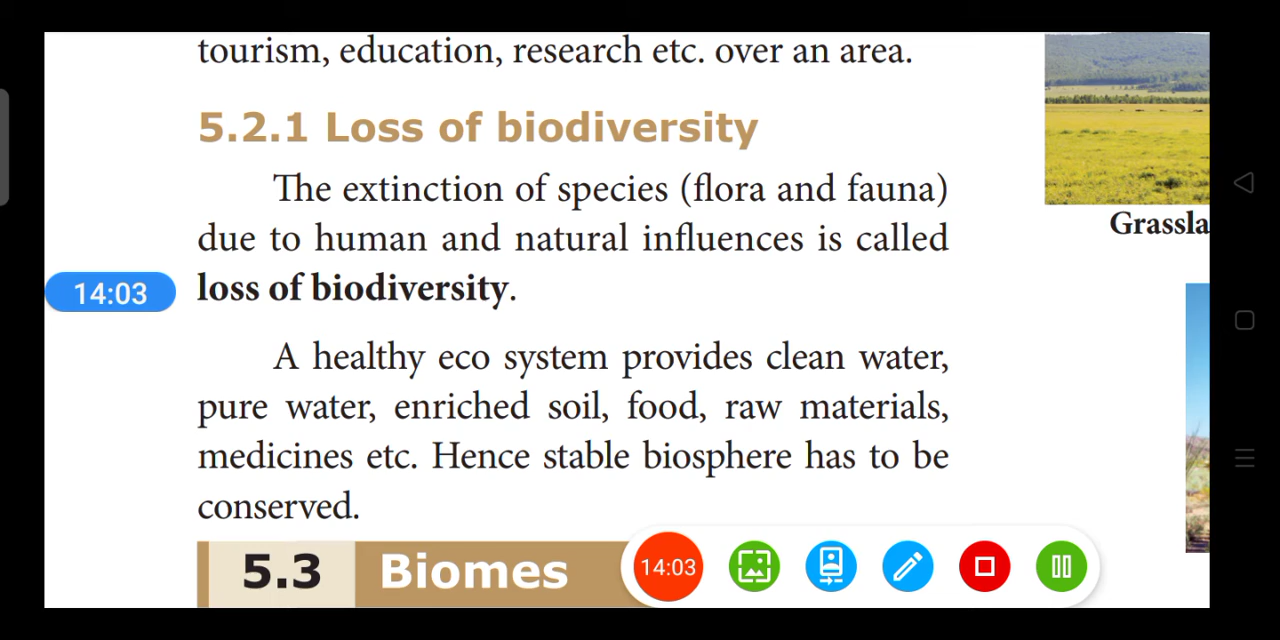 tourism, education, research etc. over an area.
5.2.1 Loss of biodiversity
The extinction of species (flora and fauna)
due to human and natural influences is called
loss of biodiversity.
A healthy eco system provides clean water,
pure water, enriched soil, food, raw materials,
medicines etc. Hence stable biosphere has to be
conserved.
5.3 Biomes
Grassla
14:03
14:03